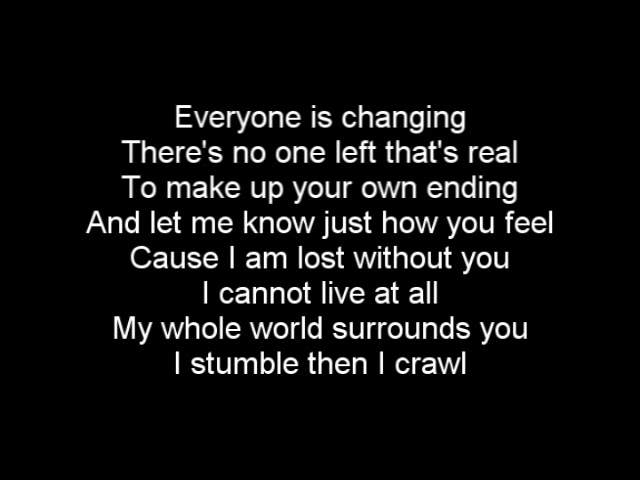 Everyone is changing
There's no one left that's real
To make up your own ending
And let me know just how you feel
Cause I am lost without you
I cannot live at all
My whole world surrounds you
I stumble then I crawl